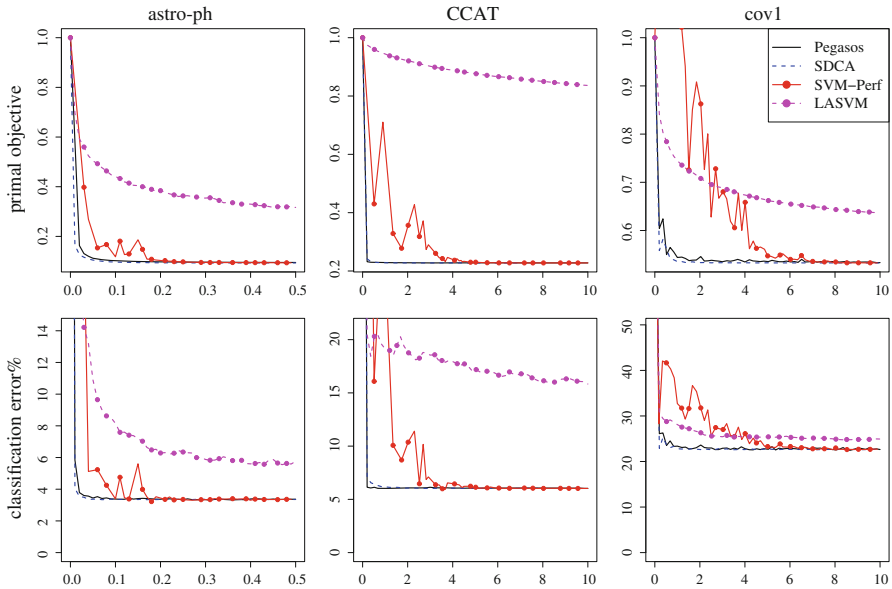 astro-ph
CCAT
cov1
primal objective
0.2 0.4 0.6 0.8 1.0
0.0 0.1 0.2 0.3 0.4 0.5
0.2 0.4 0.6 0.8 1.0
0 2 4 6 8 10
0.6 0.7 0.8 0.9 1.0
0 2 4 6 8 10
Pegasos
SDCA
SVM−Perf
LASVM
classification error%
0 2 4 6 8 10 12 14
0.0 0.1 0.2 0.3 0.4 0.5
0 5 10 15 20
0 2 4 6 8 10
0 10 20 30 40 50
0 2 4 6 8 10